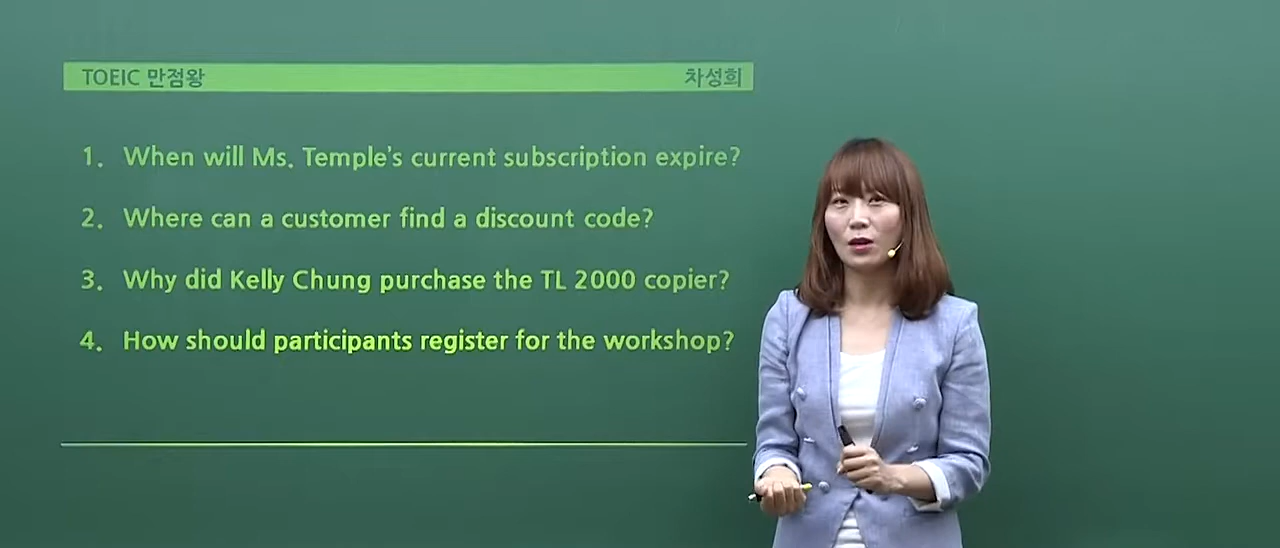 TOEIC 만점왕 차성희
1. When will Ms. Temple's current subscription expire?
2. Where can a customer find a discount code?
3. Why did Kelly Chung purchase the TL 2000 copier?
4. How should participants register for the workshop?